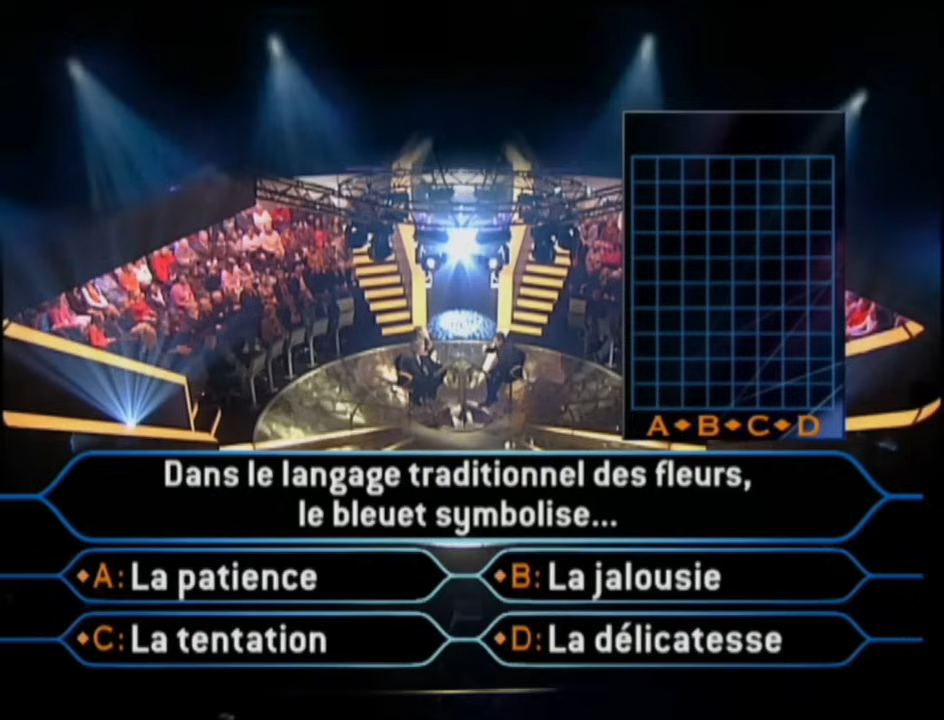 A◆B◆C◆D
Dans le langage traditionnel des fleurs,
le bleuet symbolise...
◆A: La patience
◆B: La jalousie
◆C: La tentation
◆D: La délicatesse